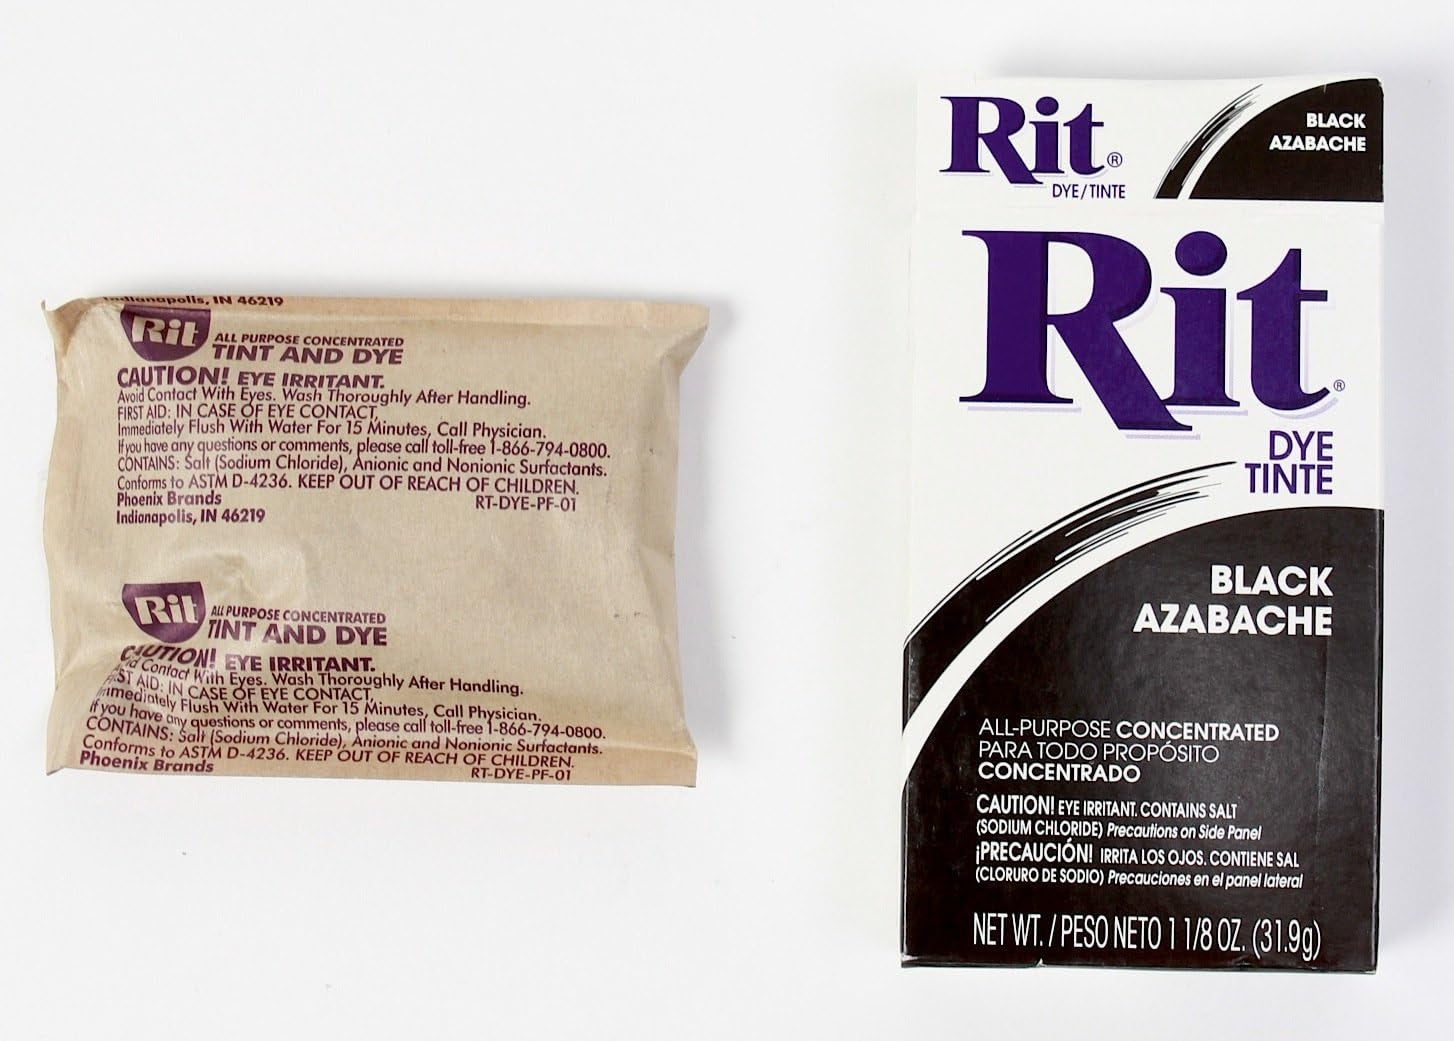 Indianapolis, IN 46219
Rit
ALL PURPOSE CONCENTRATED
TINT AND DYE
CAUTION! EYE IRRITANT.
Avoid Contact With Eyes. Wash Thoroughly After Handling.
FIRST AID: IN CASE OF EYE CONTACT,
Immediately Flush With Water For 15 Minutes, Call Physician.
If you have any questions or comments, please call toll-free 1-866-794-0800.
CONTAINS: Salt (Sodium Chloride), Anionic and Nonionic Surfactants.
Conforms to ASTM D-4236. KEEP OUT OF REACH OF CHILDREN.
Phoenix Brands RT-DYE-PF-01
Indianapolis, IN 46219
Rit
ALL PURPOSE CONCENTRATED
TINT AND DYE
CAUTION! EYE IRRITANT.
Contact With Eyes. Wash Thoroughly After Handling.
AID: IN CASE OF EYE CONTACT,
Immediately Flush With Water For 15 Minutes, Call Physician.
If you have any questions or comments, please call toll-free 1-866-794-0800.
CONTAINS: Salt (Sodium Chloride), Anionic and Nonionic Surfactants.
Conforms to ASTM D-4236. KEEP OUT OF REACH OF CHILDREN.
Phoenix Brands RT-DYE-PF-01
Rit®
DYE/TINTE
BLACK
AZABACHE
Rit®
DYE
TINTE
BLACK
AZABACHE
ALL-PURPOSE CONCENTRATED
PARA TODO PROPÓSITO
CONCENTRADO
CAUTION! EYE IRRITANT. CONTAINS SALT
(SODIUM CHLORIDE) Precautions on Side Panel
¡PRECAUCIÓN! IRRITA LOS OJOS. CONTIENE SAL
(CLORURO DE SODIO) Precauciones en el panel lateral
NET WT. / PESO NETO 1 1/8 OZ. (31.9g)